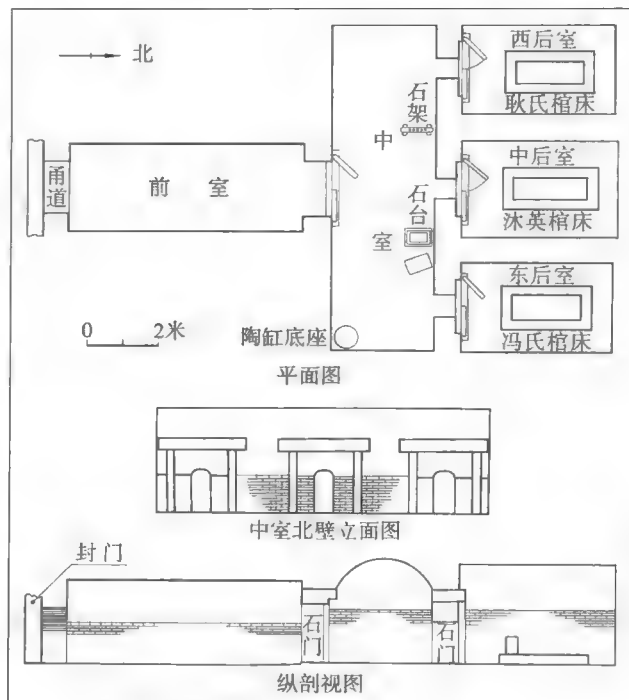 北
西后室
耿氏棺床
石架
中
室
中后室
沐英棺床
石台
甬道
前 室
东后室
冯氏棺床
0 2米
陶缸底座
平面图
中室北壁立面图
封门
石门
石门
纵剖视图